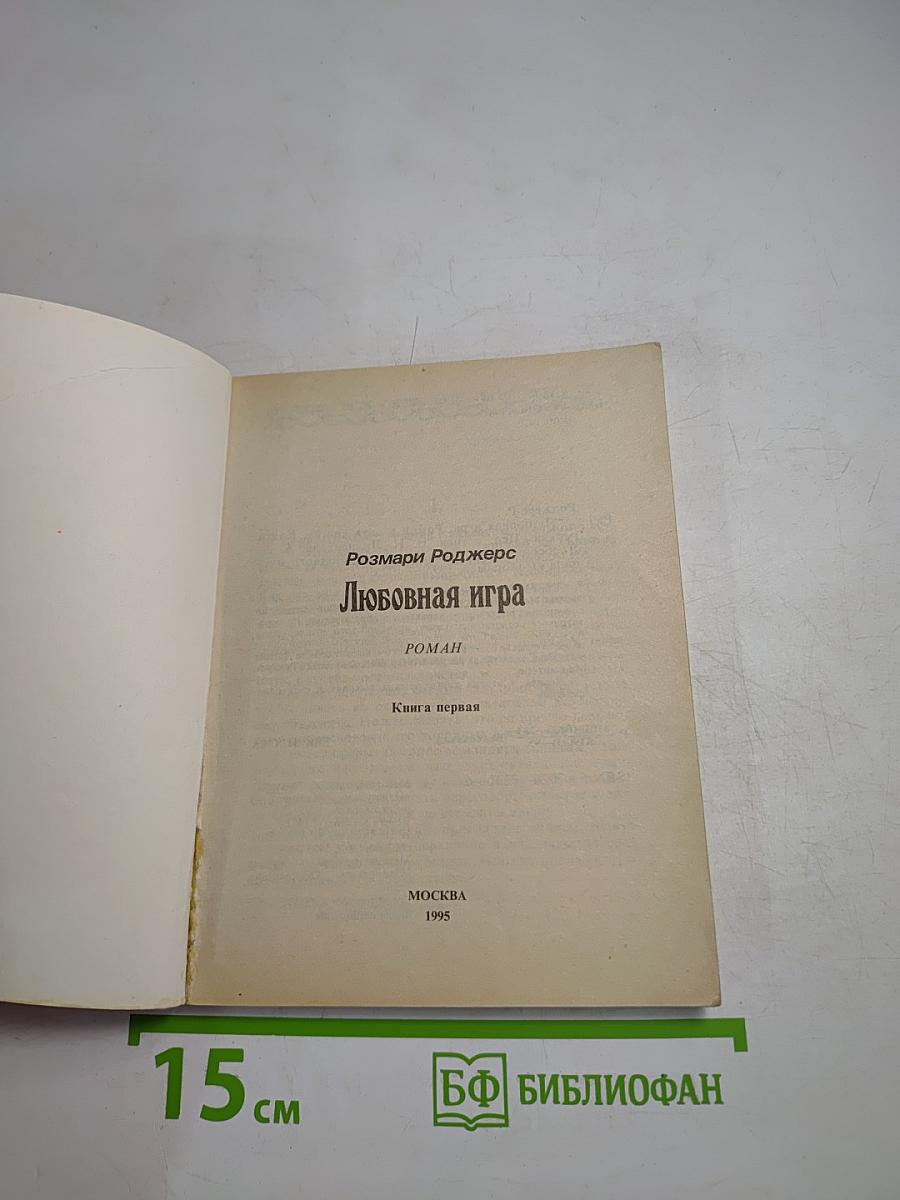 Розмари Роджерс
Любовная игра
РОМАН
Книга первая
МОСКВА
1995
15 см
БФ БИБЛИОФАН